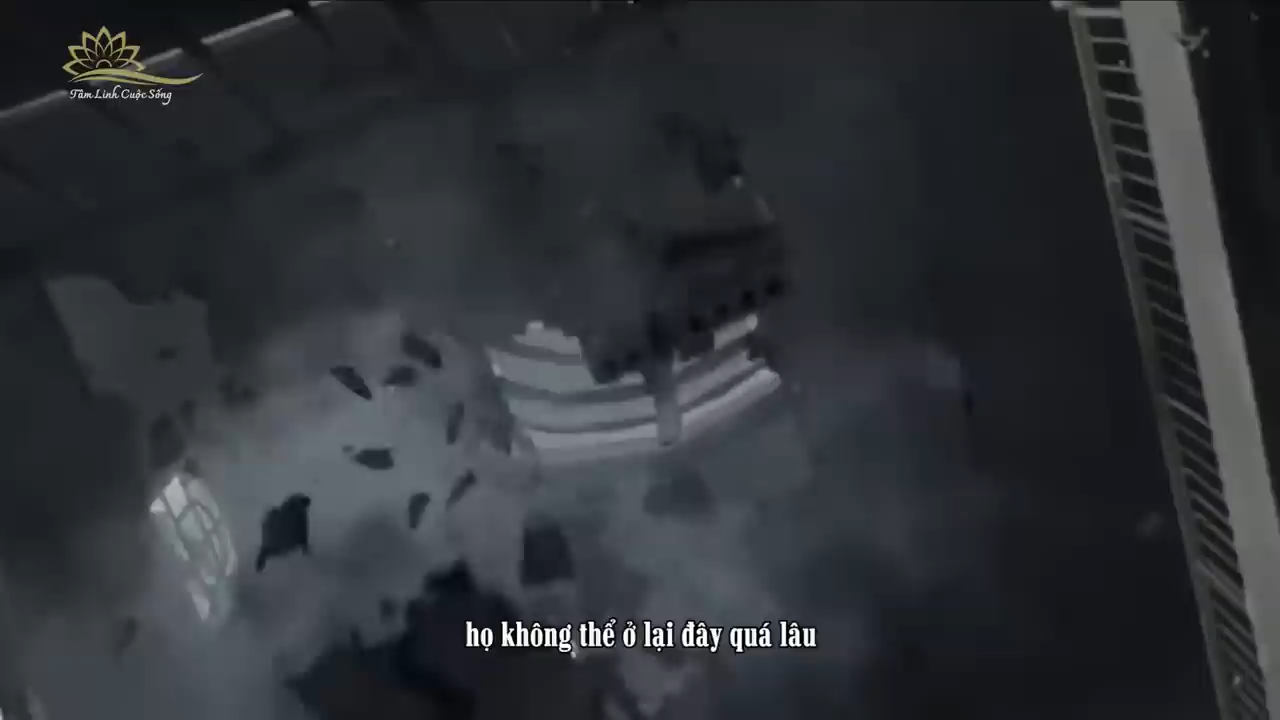 Tâm Linh Cuộc Sống
họ không thể ở lại đây quá lâu